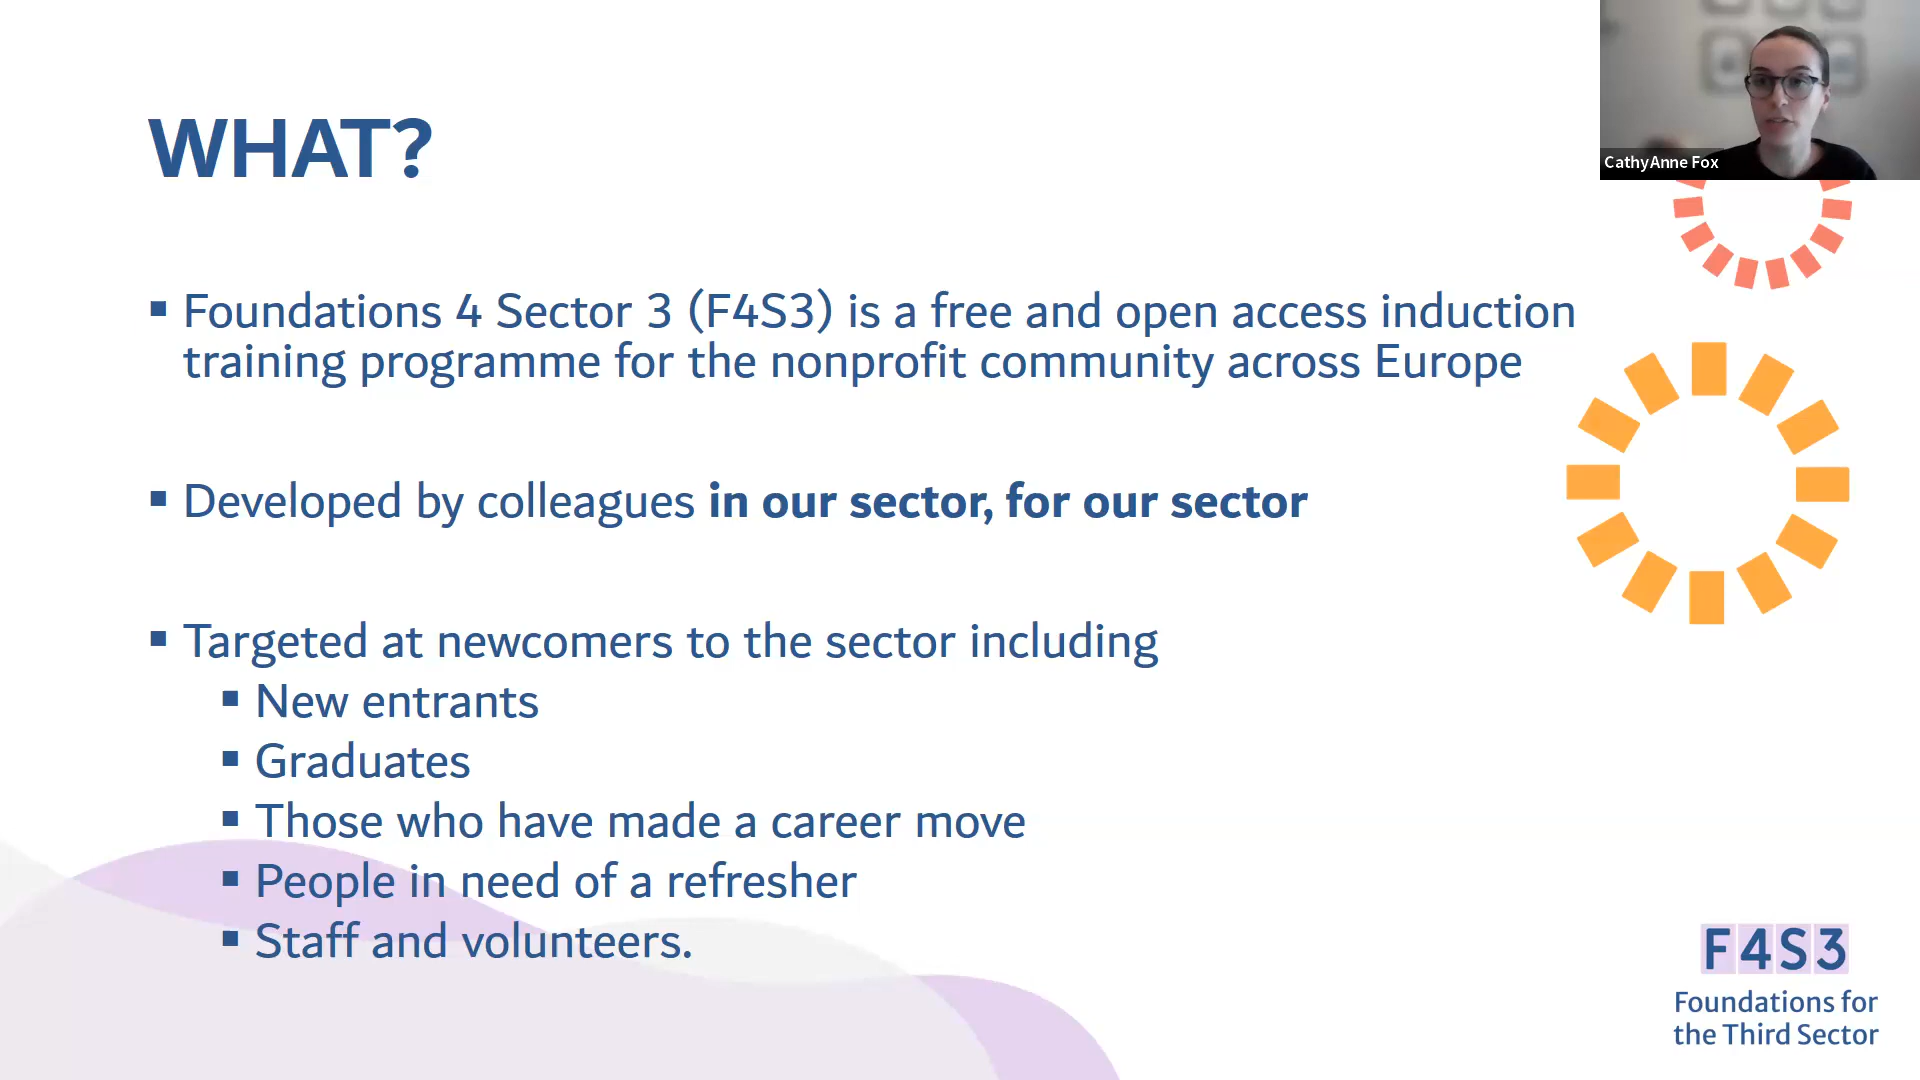 WHAT?
CathyAnne Fox
▪ Foundations 4 Sector 3 (F4S3) is a free and open access induction
training programme for the nonprofit community across Europe
▪ Developed by colleagues in our sector, for our sector
▪ Targeted at newcomers to the sector including
▪ New entrants
▪ Graduates
▪ Those who have made a career move
▪ People in need of a refresher
▪ Staff and volunteers.
F4S3
Foundations for
the Third Sector